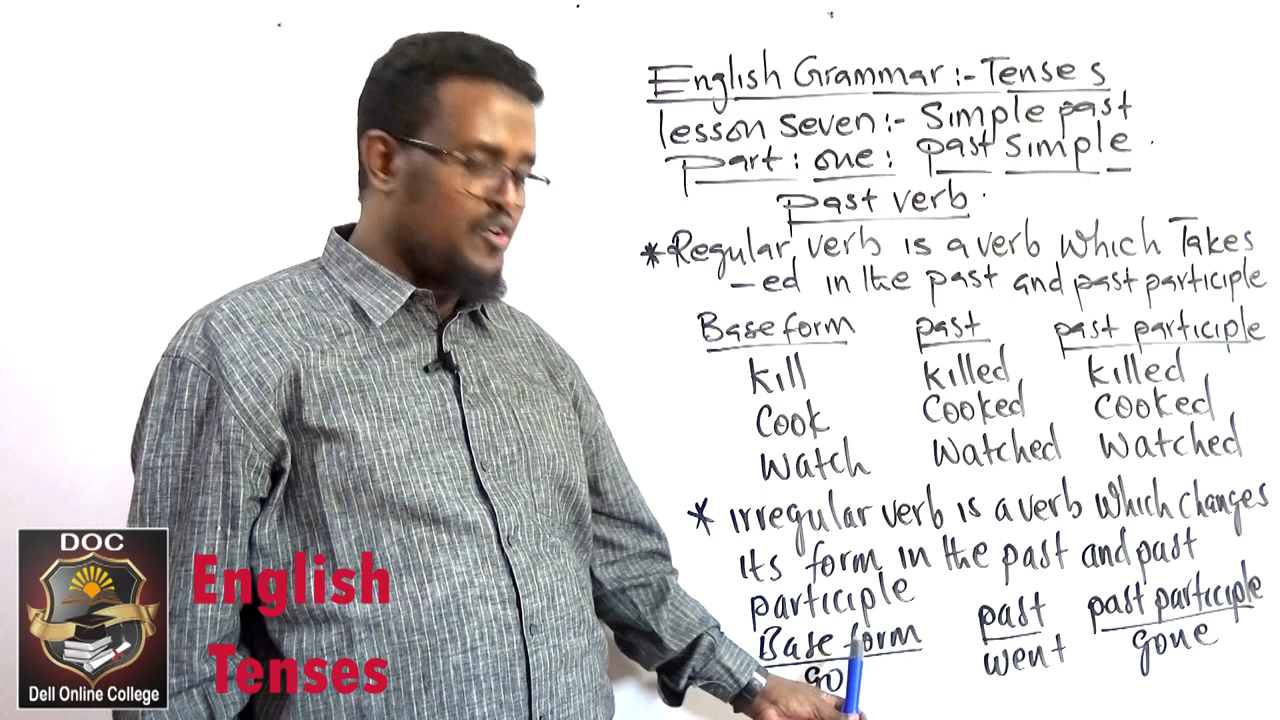 English Grammar:- Tenses
lesson seven:- Simple past
Part: one: past simple.
Past verb.
*Regular verb is a verb which Takes
-ed in the past and past participle
Base form past past participle
kill killed killed
Cook Cooked cooked
watch watched watched
* irregular verb is a verb which changes
its form in the past and past
participle
Base form past past participle
go went gone
DOC
Dell Online College
English
Tenses